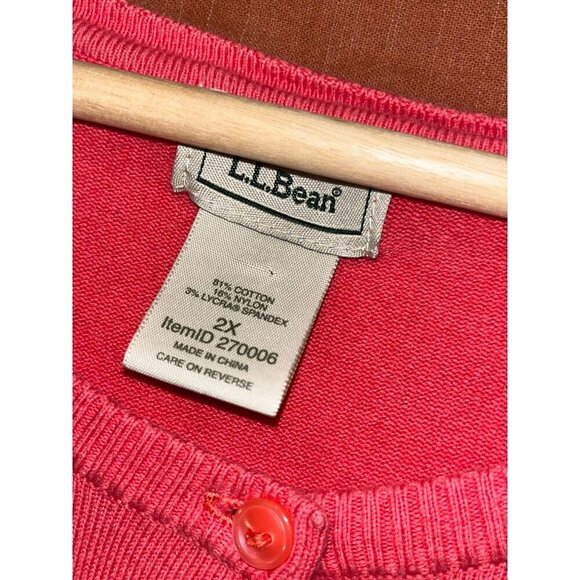 L.L.Bean®
81% COTTON
16% NYLON
3% LYCRA® SPANDEX
2X
ItemID 270006
MADE IN CHINA
CARE ON REVERSE